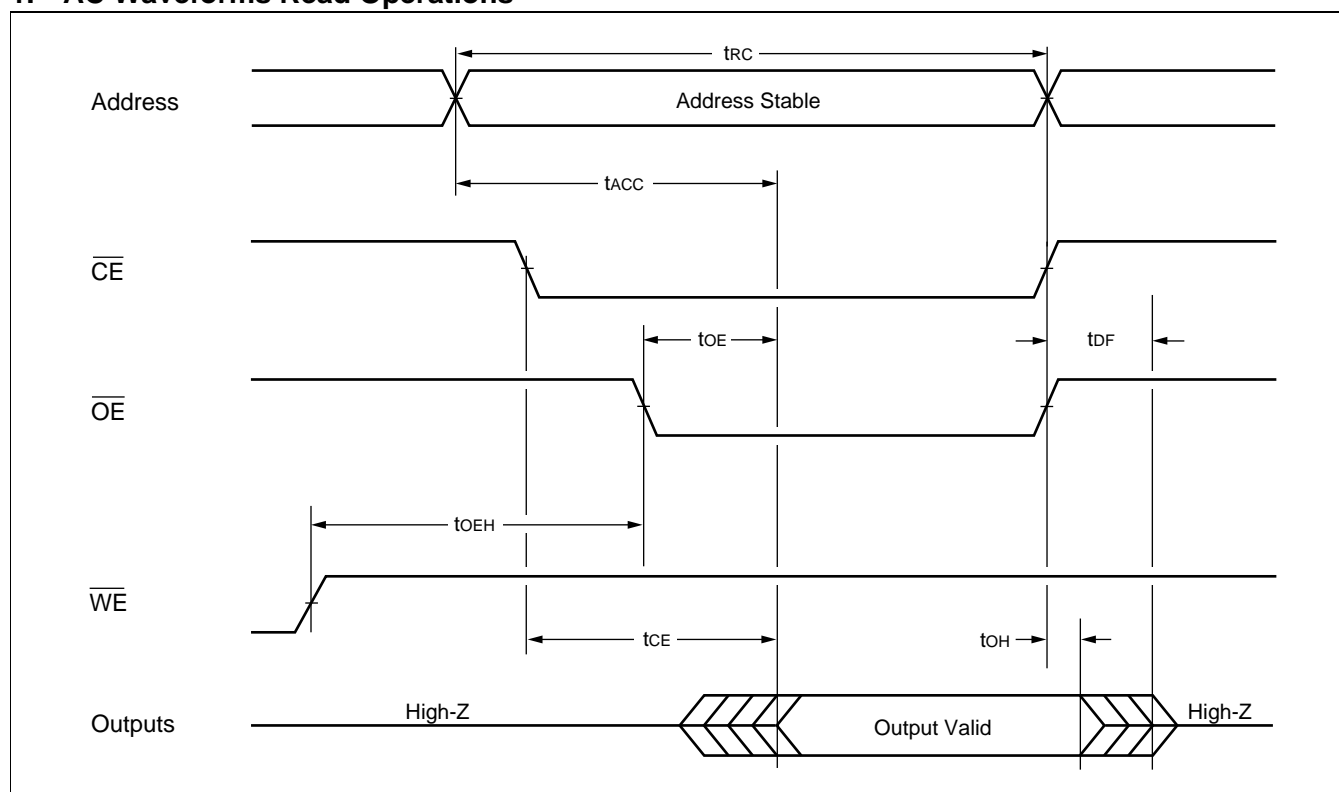 tRC
Address
Address Stable
tACC
CE
tOE
tDF
OE
tOEH
WE
tCE
tOH
Outputs
High-Z
Output Valid
High-Z